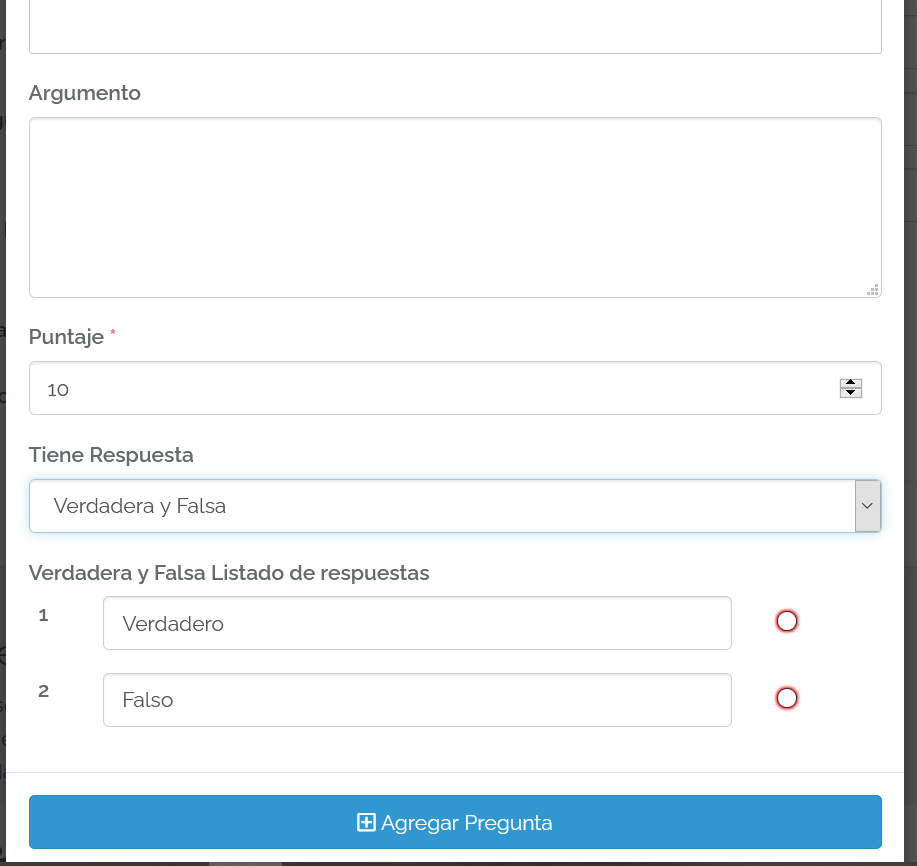 Argumento
Puntaje *
10
Tiene Respuesta
Verdadera y Falsa
Verdadera y Falsa Listado de respuestas
1 Verdadero
2 Falso
Agregar Pregunta